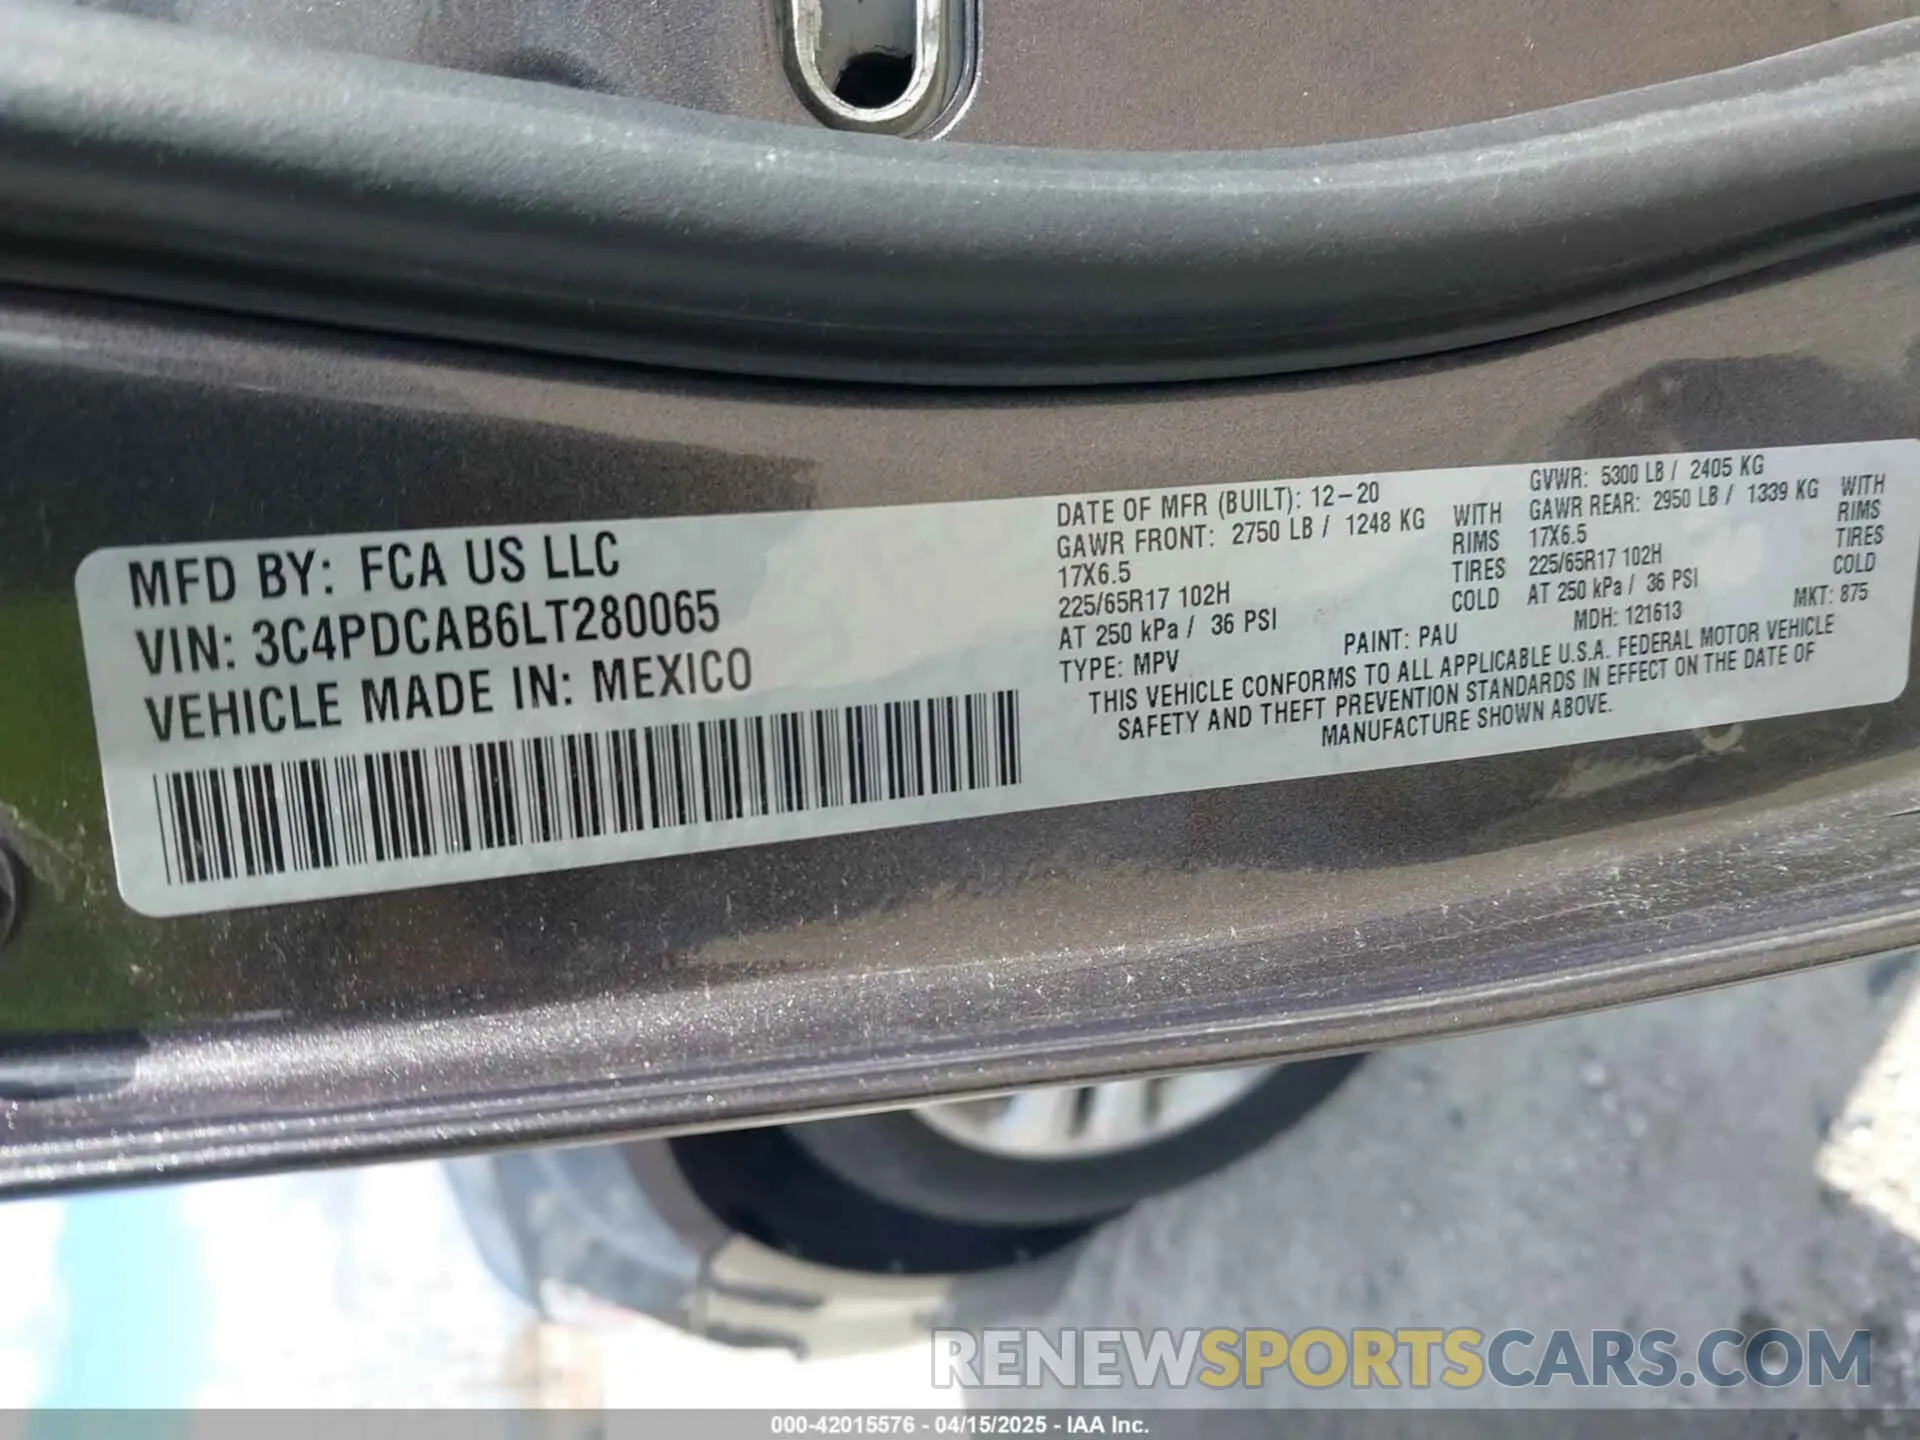 MFD BY: FCA US LLC
VIN: 3C4PDCAB6LT280065
VEHICLE MADE IN: MEXICO
DATE OF MFR (BUILT): 12-20
GVWR: 5300 LB / 2405 KG
GAWR FRONT: 2750 LB / 1248 KG WITH
GAWR REAR: 2950 LB / 1339 KG WITH
17X6.5 RIMS
17X6.5 RIMS
225/65R17 102H TIRES
225/65R17 102H TIRES
AT 250 kPa / 36 PSI COLD
AT 250 kPa / 36 PSI COLD
TYPE: MPV PAINT: PAU MDH: 121613 MKT: 875
THIS VEHICLE CONFORMS TO ALL APPLICABLE U.S.A. FEDERAL MOTOR VEHICLE
SAFETY AND THEFT PREVENTION STANDARDS IN EFFECT ON THE DATE OF
MANUFACTURE SHOWN ABOVE.
RENEWSPORTSCARS.COM
000-42015576 - 04/15/2025 - IAA Inc.